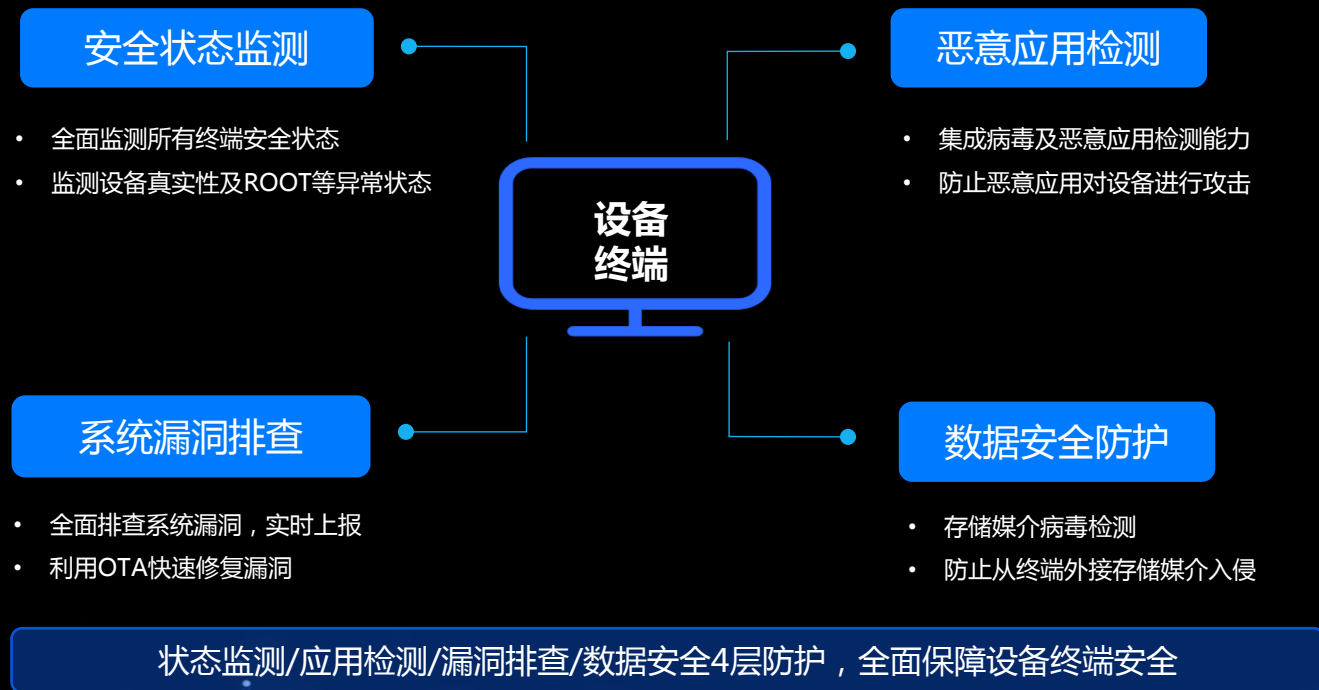 安全状态监测
• 全面监测所有终端安全状态
• 监测设备真实性及ROOT等异常状态
恶意应用检测
• 集成病毒及恶意应用检测能力
• 防止恶意应用对设备进行攻击
设备
终端
系统漏洞排查
• 全面排查系统漏洞，实时上报
• 利用OTA快速修复漏洞
数据安全防护
• 存储媒介病毒检测
• 防止从终端外接存储媒介入侵
状态监测/应用检测/漏洞排查/数据安全4层防护，全面保障设备终端安全